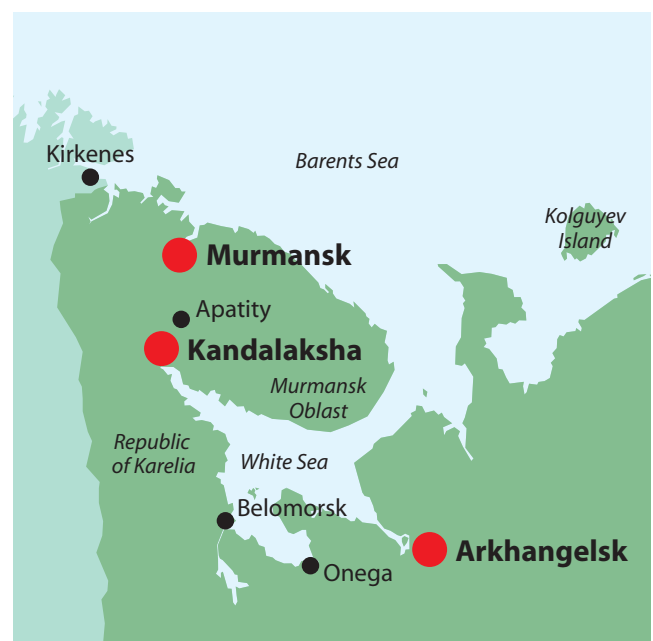 Kirkenes
Barents Sea
Kolguyev
Island
Murmansk
Apatity
Kandalaksha
Murmansk
Oblast
Republic
of Karelia
White Sea
Belomorsk
Arkhangelsk
Onega